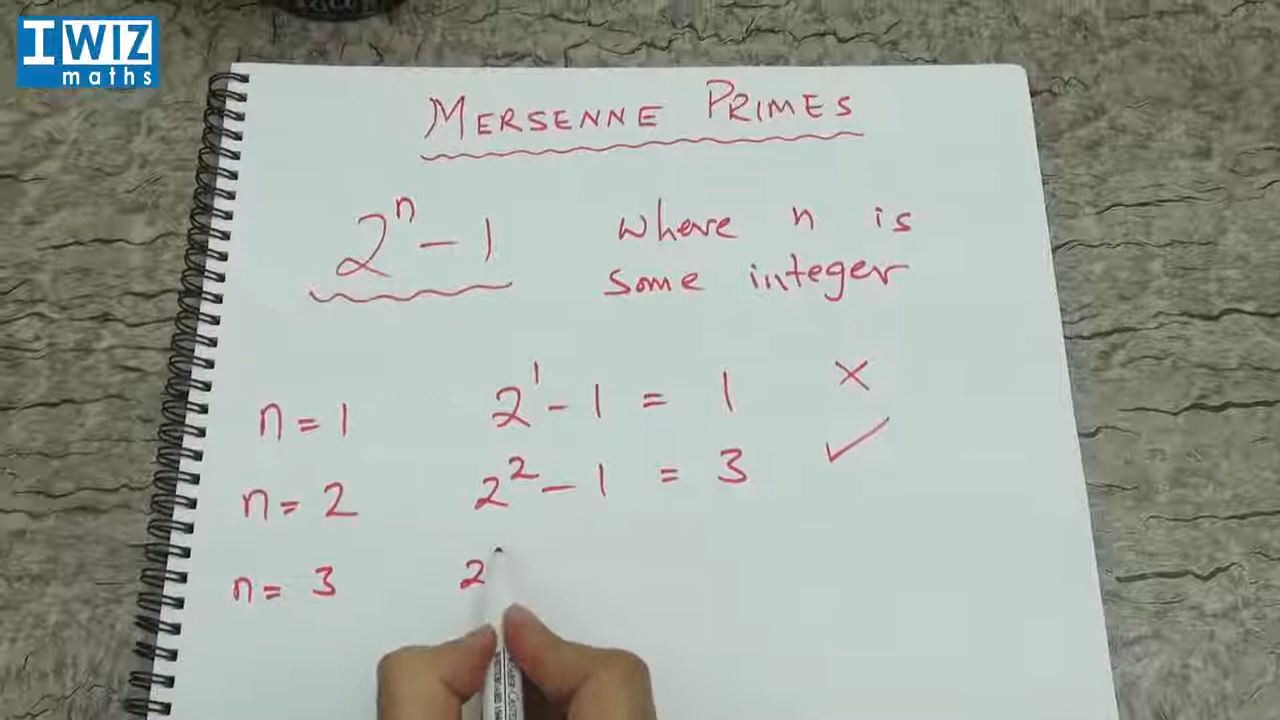 IWIZ
maths
MERSENNE PRIMES
2ⁿ - 1 where n is
some integer
n = 1 2¹ - 1 = 1 ×
n = 2 2² - 1 = 3 ✓
n = 3 2